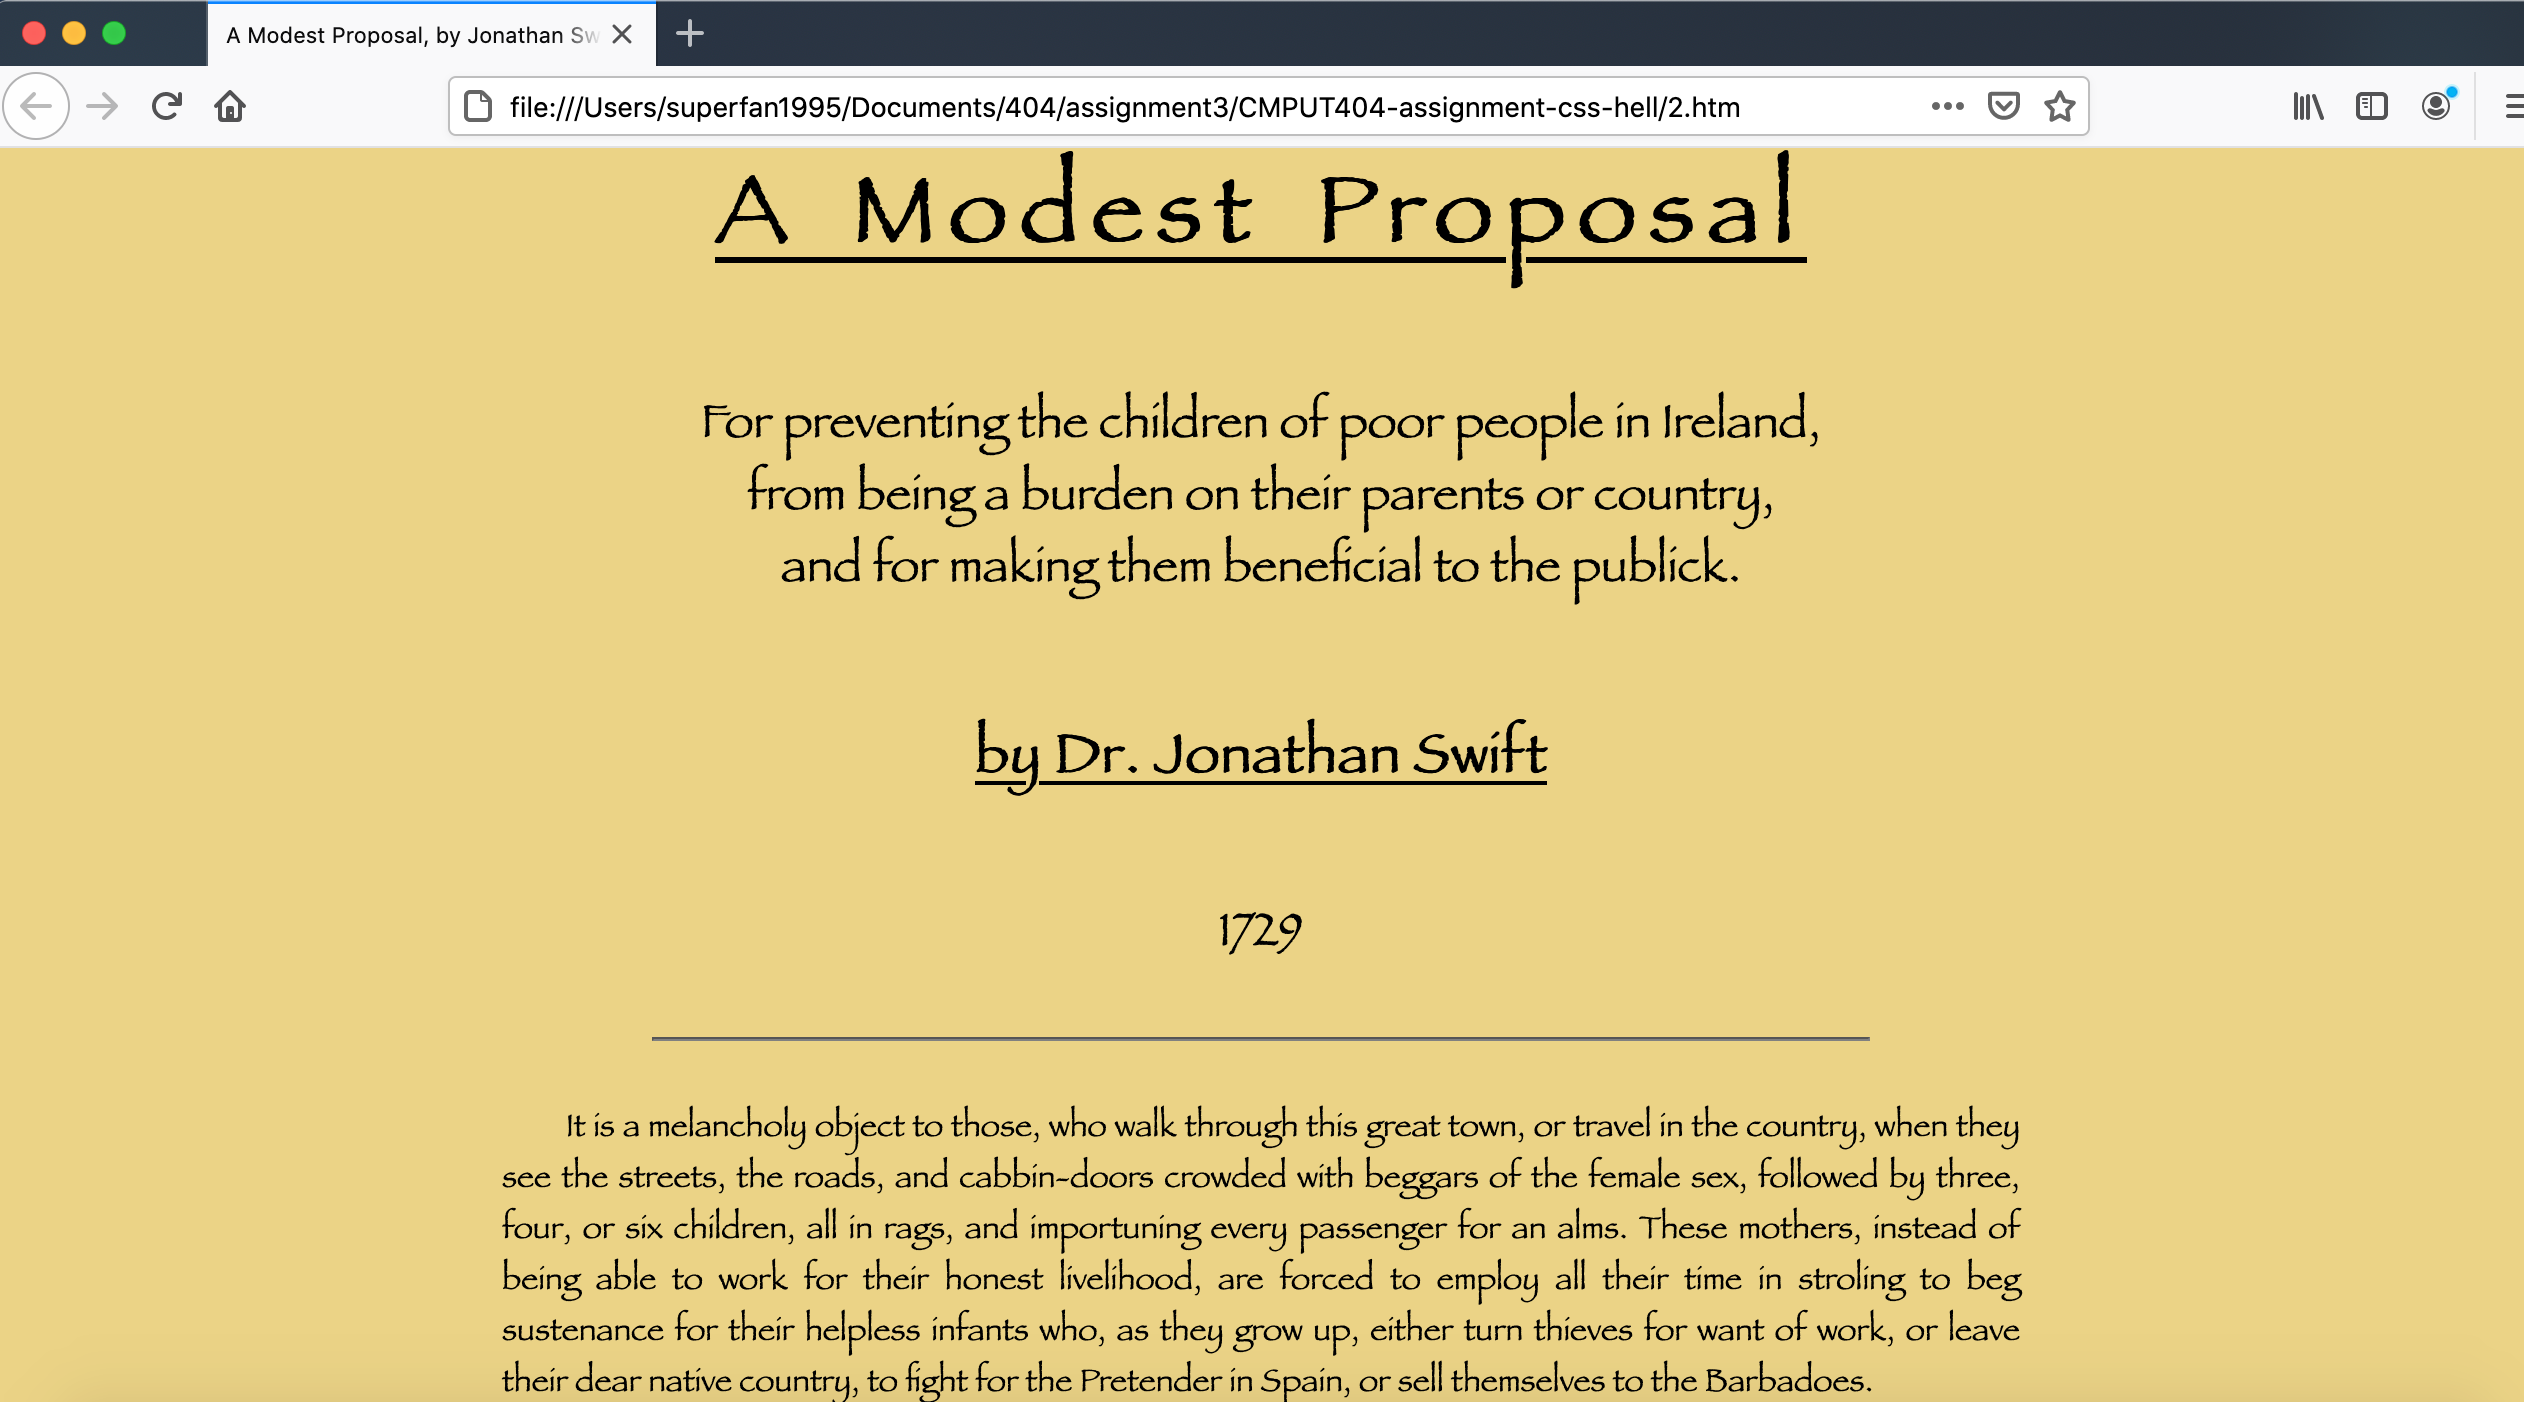 A Modest Proposal, by Jonathan Sw
file:///Users/superfan1995/Documents/404/assignment3/CMPUT404-assignment-css-hell/2.htm
A Modest Proposal
For preventing the children of poor people in Ireland,
from being a burden on their parents or country,
and for making them beneficial to the publick.
by Dr. Jonathan Swift
1729
It is a melancholy object to those, who walk through this great town, or travel in the country, when they
see the streets, the roads, and cabbin-doors crowded with beggars of the female sex, followed by three,
four, or six children, all in rags, and importuning every passenger for an alms. These mothers, instead of
being able to work for their honest livelihood, are forced to employ all their time in stroling to beg
sustenance for their helpless infants who, as they grow up, either turn thieves for want of work, or leave
their dear native country, to fight for the Pretender in Spain, or sell themselves to the Barbadoes.